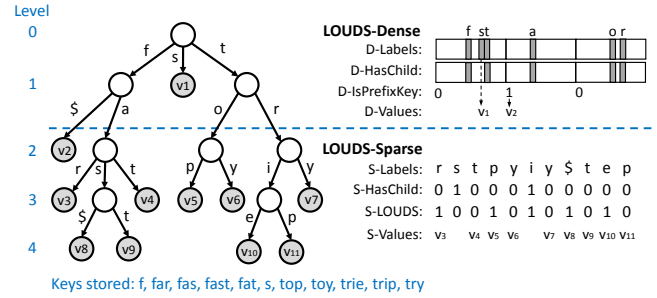 Level
0
1
2
3
4
f s t
v1
$ a
o r
v2
r s t
p y
i y
v3
v4
v5
v6
v7
$ t
e p
v8
v9
v10
v11
LOUDS-Dense
f st a o r
D-Labels:
D-HasChild:
D-IsPrefixKey: 0 1 0
D-Values: v1 v2
LOUDS-Sparse
S-Labels: r s t p y i y $ t e p
S-HasChild: 0 1 0 0 0 1 0 0 0 0 0
S-LOUDS: 1 0 0 1 0 1 0 1 0 1 0
S-Values: v3 v4 v5 v6 v7 v8 v9 v10 v11
Keys stored: f, far, fas, fast, fat, s, top, toy, trie, trip, try